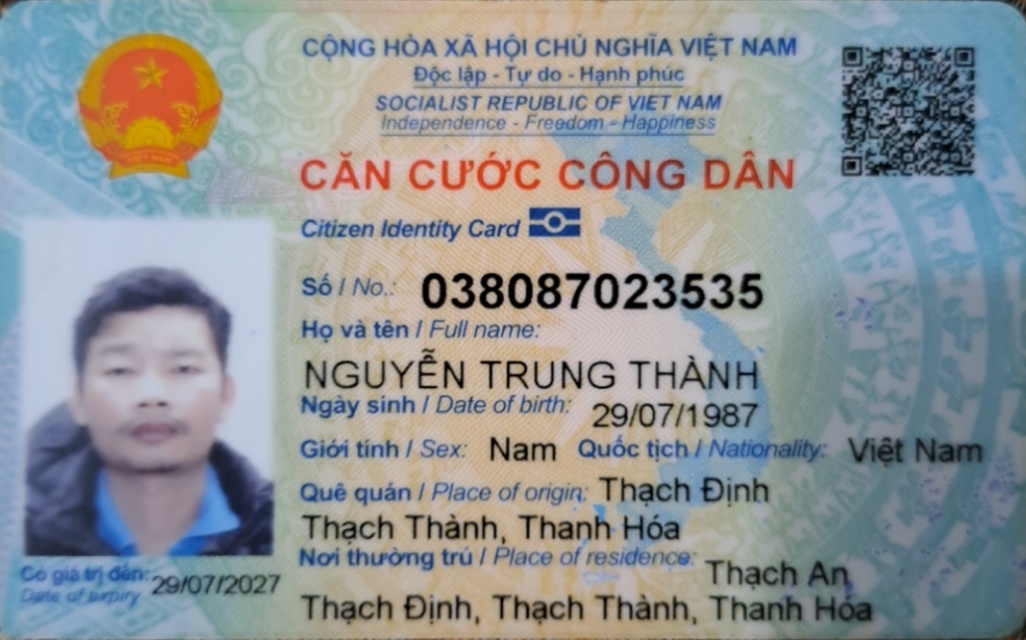 CỘNG HÒA XÃ HỘI CHỦ NGHĨA VIỆT NAM
Độc lập - Tự do - Hạnh phúc
SOCIALIST REPUBLIC OF VIET NAM
Independence - Freedom - Happiness
CĂN CƯỚC CÔNG DÂN
Citizen Identity Card
Số / No.: 038087023535
Họ và tên / Full name:
NGUYỄN TRUNG THÀNH
Ngày sinh / Date of birth: 29/07/1987
Giới tính / Sex: Nam Quốc tịch / Nationality: Việt Nam
Quê quán / Place of origin: Thạch Định
Thạch Thành, Thanh Hóa
Nơi thường trú / Place of residence: Thạch An
Thạch Định, Thạch Thành, Thanh Hóa
Có giá trị đến: 29/07/2027
Date of expiry